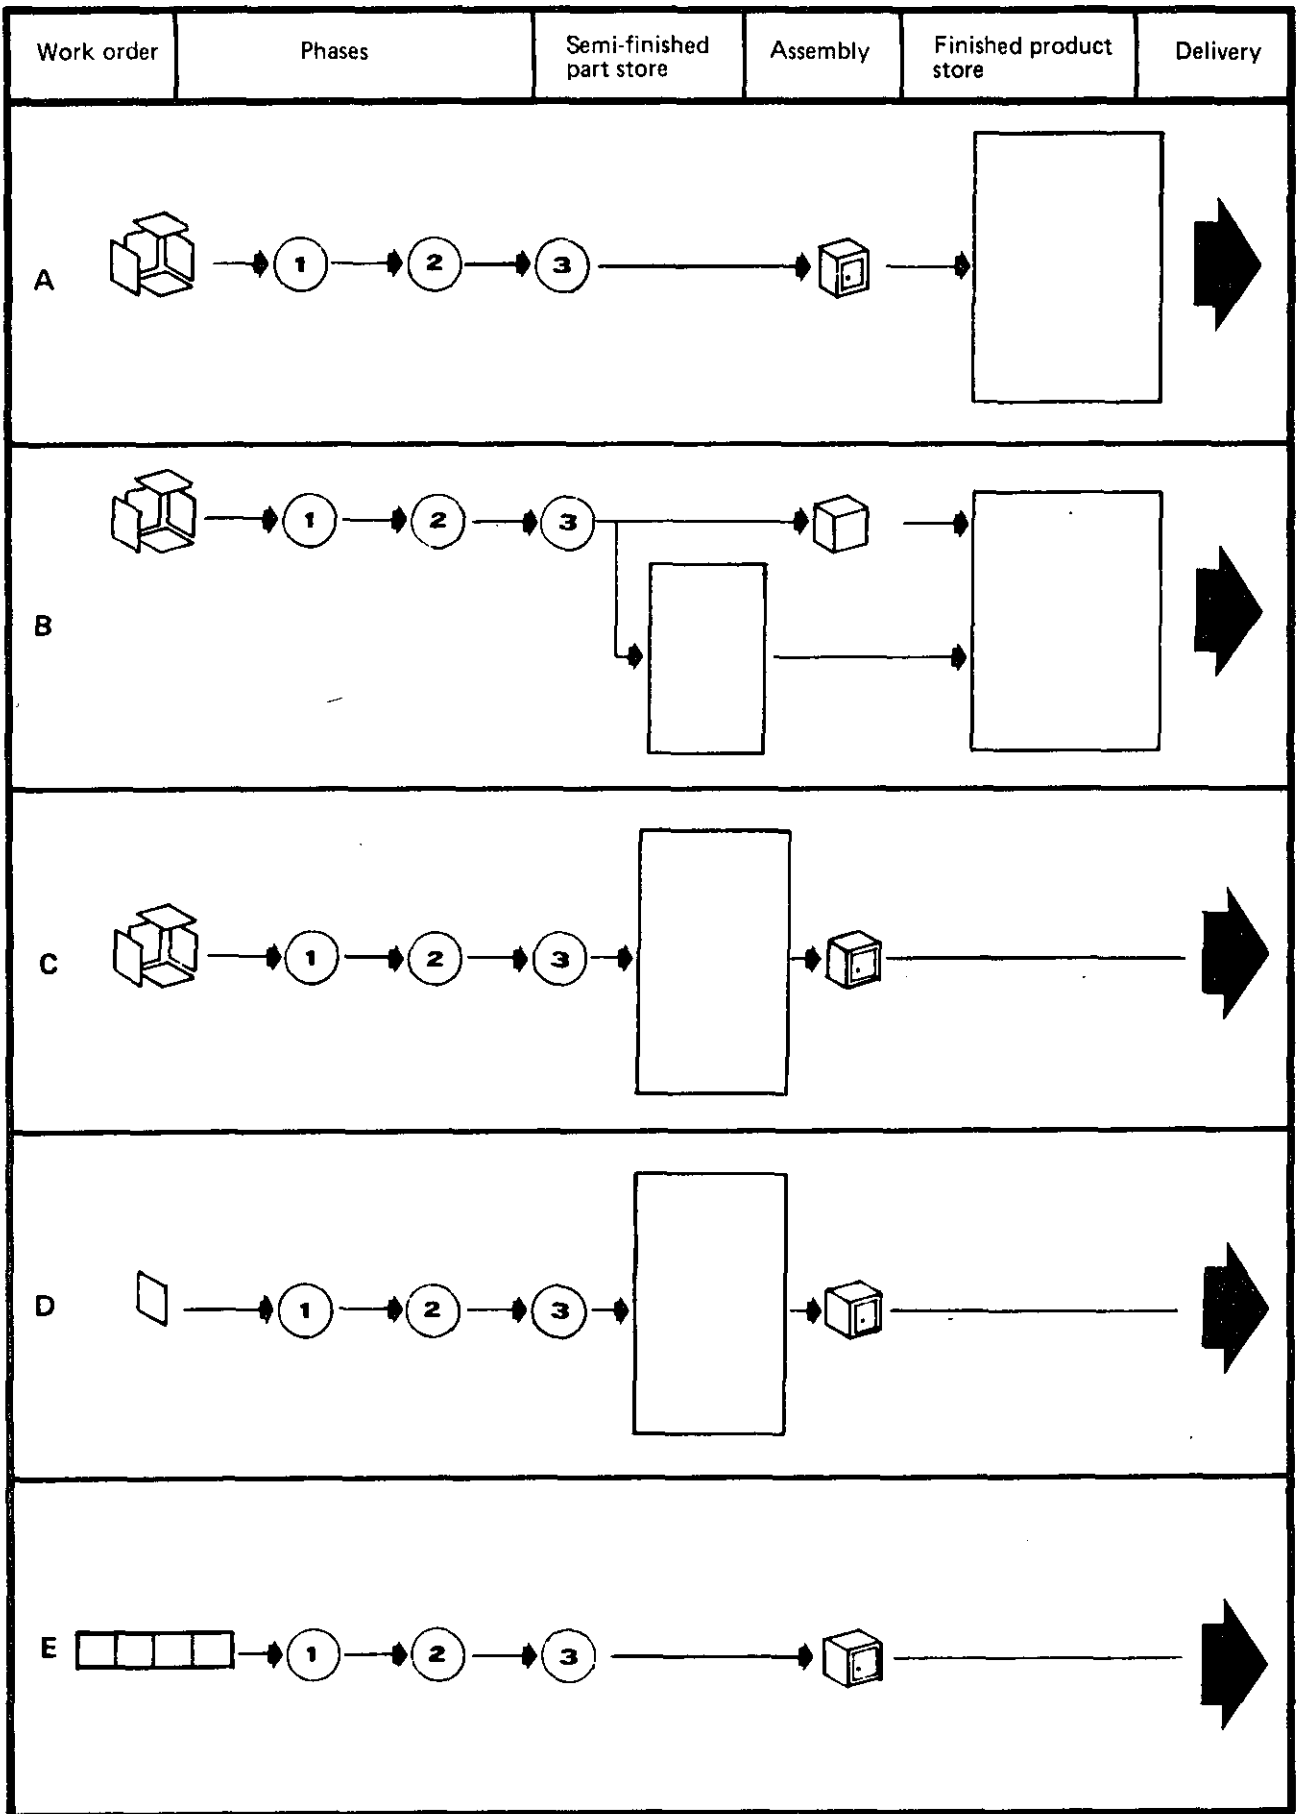 Work order
Phases
Semi-finished
part store
Assembly
Finished product
store
Delivery
A
1
2
3
B
1
2
3
C
1
2
3
D
1
2
3
E
1
2
3